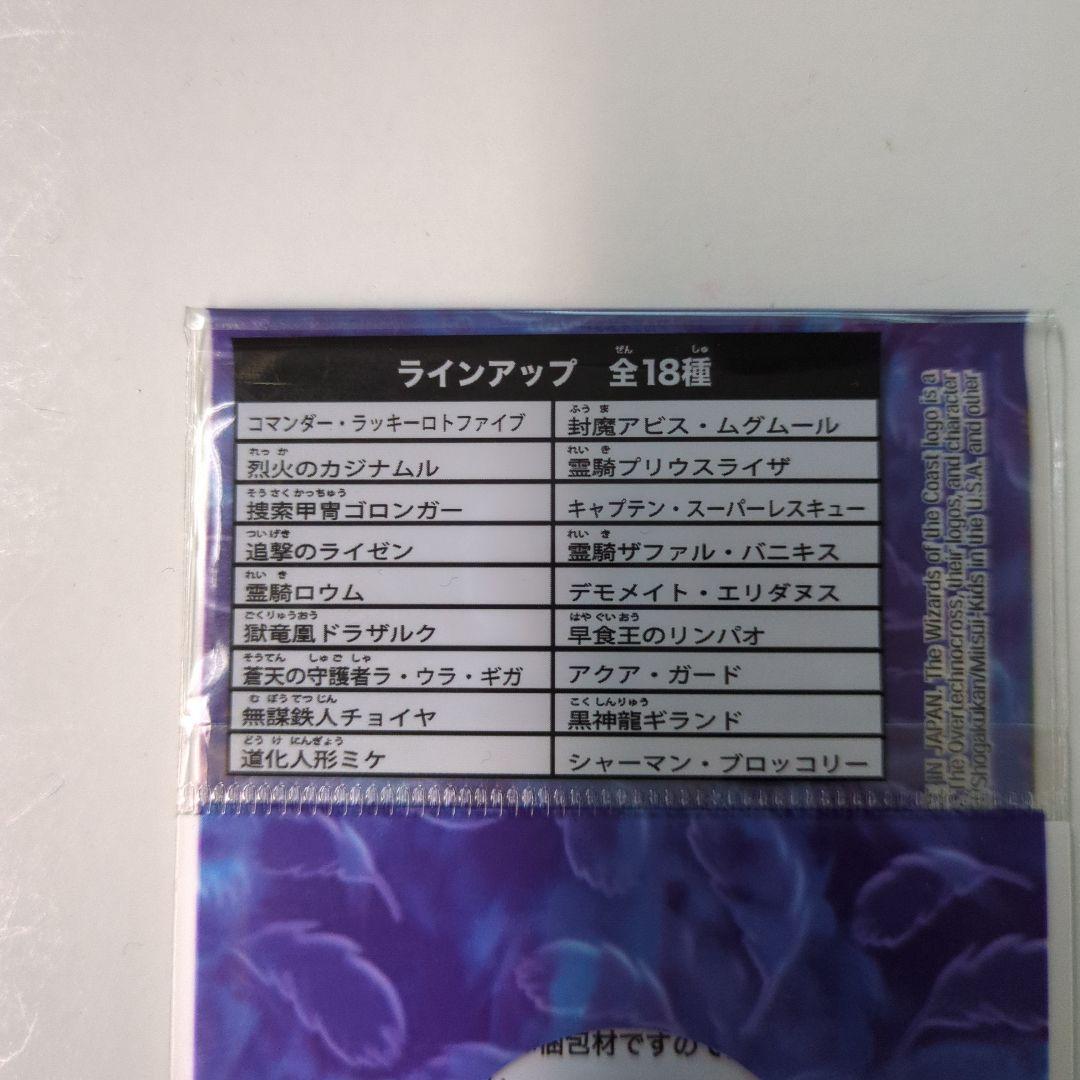 ラインアップ 全18種
コマンダー・ラッキーロトファイブ
烈火のカジナムル
捜索甲冑ゴロンガー
追撃のライゼン
霊騎ロウム
獄竜凰ドラザルク
蒼天の守護者ラ・ウラ・ギガ
無謀鉄人チョイヤ
道化人形ミケ
封魔アビス・ムグムール
霊騎プリウスライザ
キャプテン・スーパーレスキュー
霊騎ザファル・バニキス
デモメイト・エリダヌス
早食王のリンパオ
アクア・ガード
黒神龍ギランド
シャーマン・ブロッコリー
IN JAPAN. The Wizards of the Coast logo is a
The Overtechnocross, their logos, and character
Shogakukan/Mitsui-kids in the U.S.A. and other
梱包材ですので